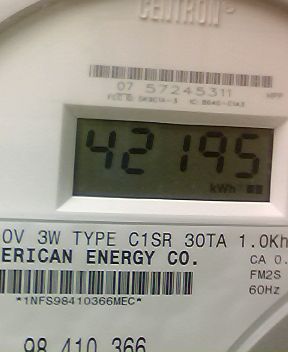 CENTRON®
07 57245311
42195
kWh
0V 3W TYPE C1SR 30TA 1.0Kh
ERICAN ENERGY CO.
CA 0.
FM2S
60Hz
*1NFS98410366MEC*
98 410 366